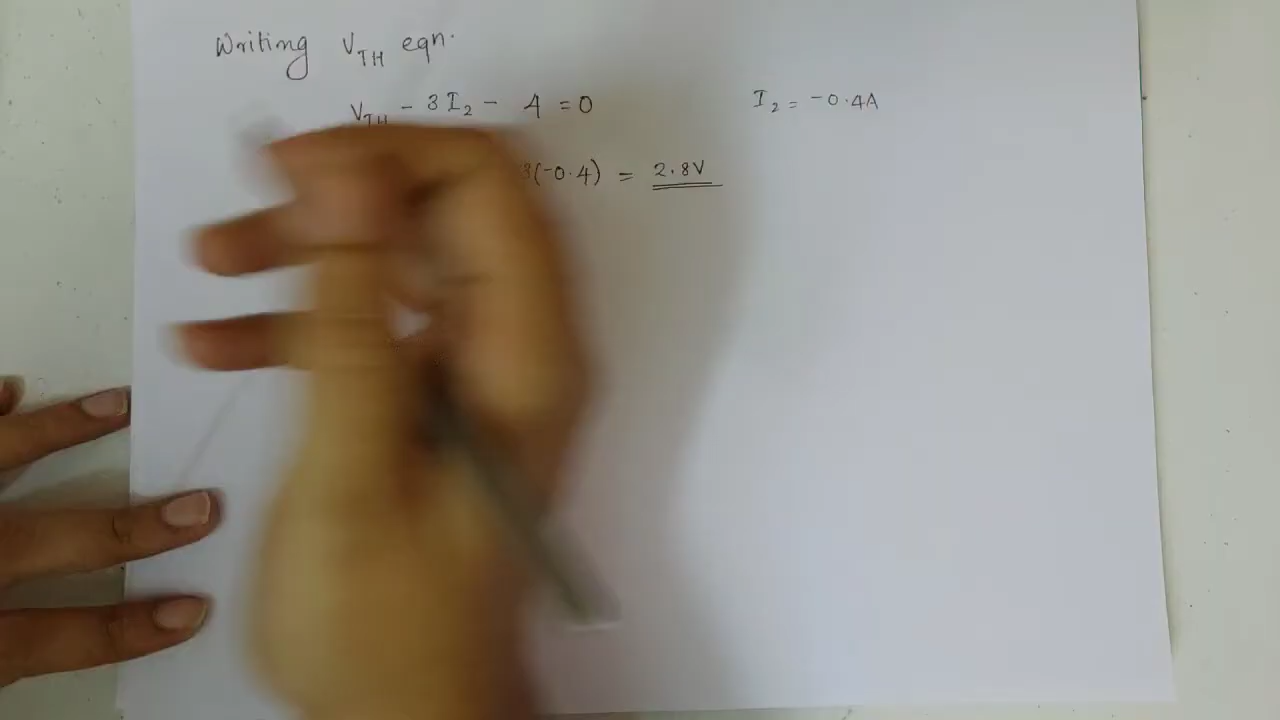 Writing V_TH eqn.
V_TH - 3I_2 - 4 = 0
I_2 = -0.4A
3(-0.4) = 2.8V